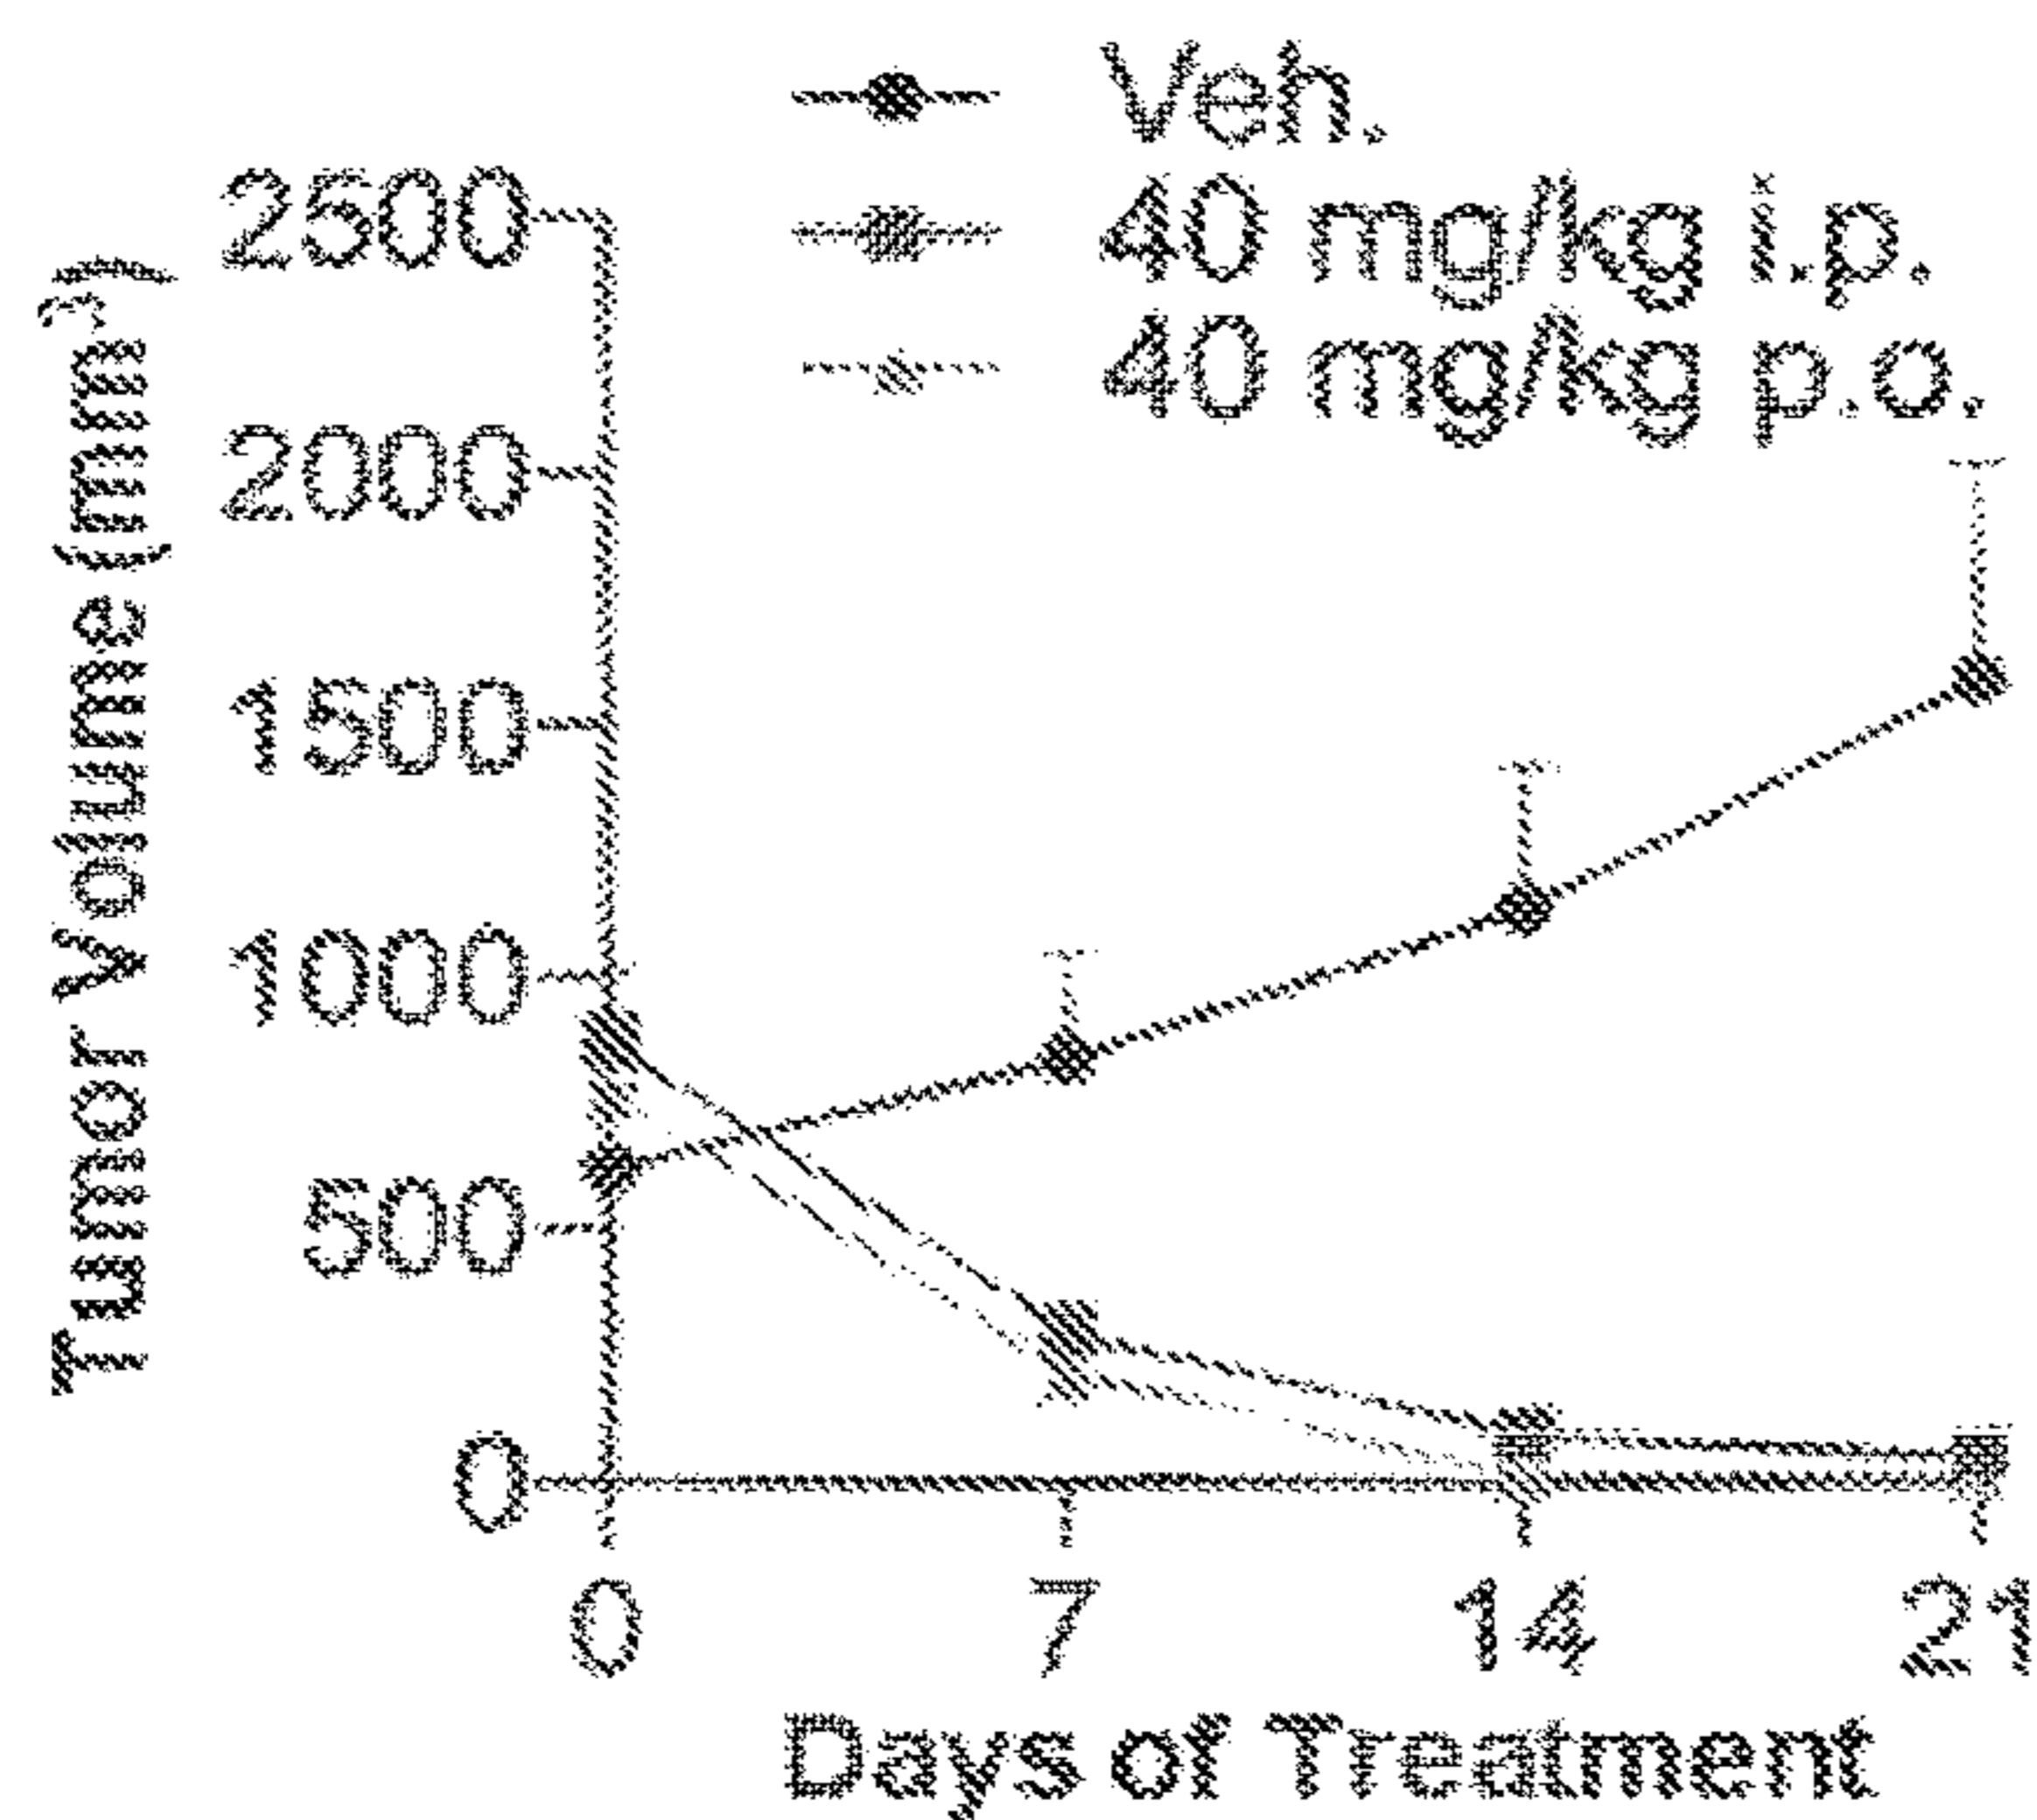 Veh.
40 mg/kg i.p.
40 mg/kg p.o.
Tumor Volume (mm³)
2500
2000
1500
1000
500
0
0 7 14 21
Days of Treatment